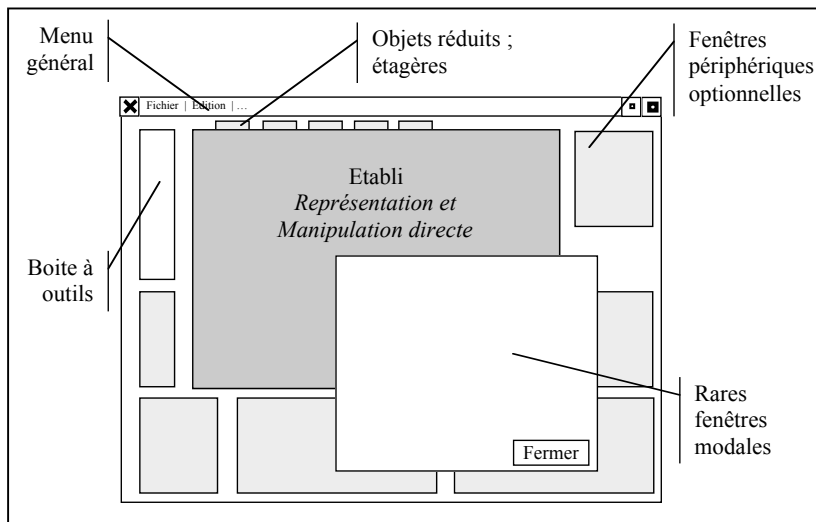 Menu
général
Objets réduits ;
étagères
Fenêtres
périphériques
optionnelles
Fichier | Edition | ...
Etabli
Représentation et
Manipulation directe
Boite à
outils
Rares
fenêtres
modales
Fermer